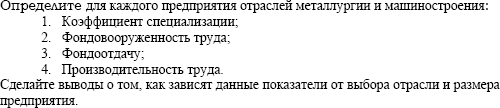 Определите для каждого предприятия отраслей металлургии и машиностроения:
1. Коэффициент специализации;
2. Фондовооруженность труда;
3. Фондоотдачу;
4. Производительность труда.
Сделайте выводы о том, как зависят данные показатели от выбора отрасли и размера
предприятия.